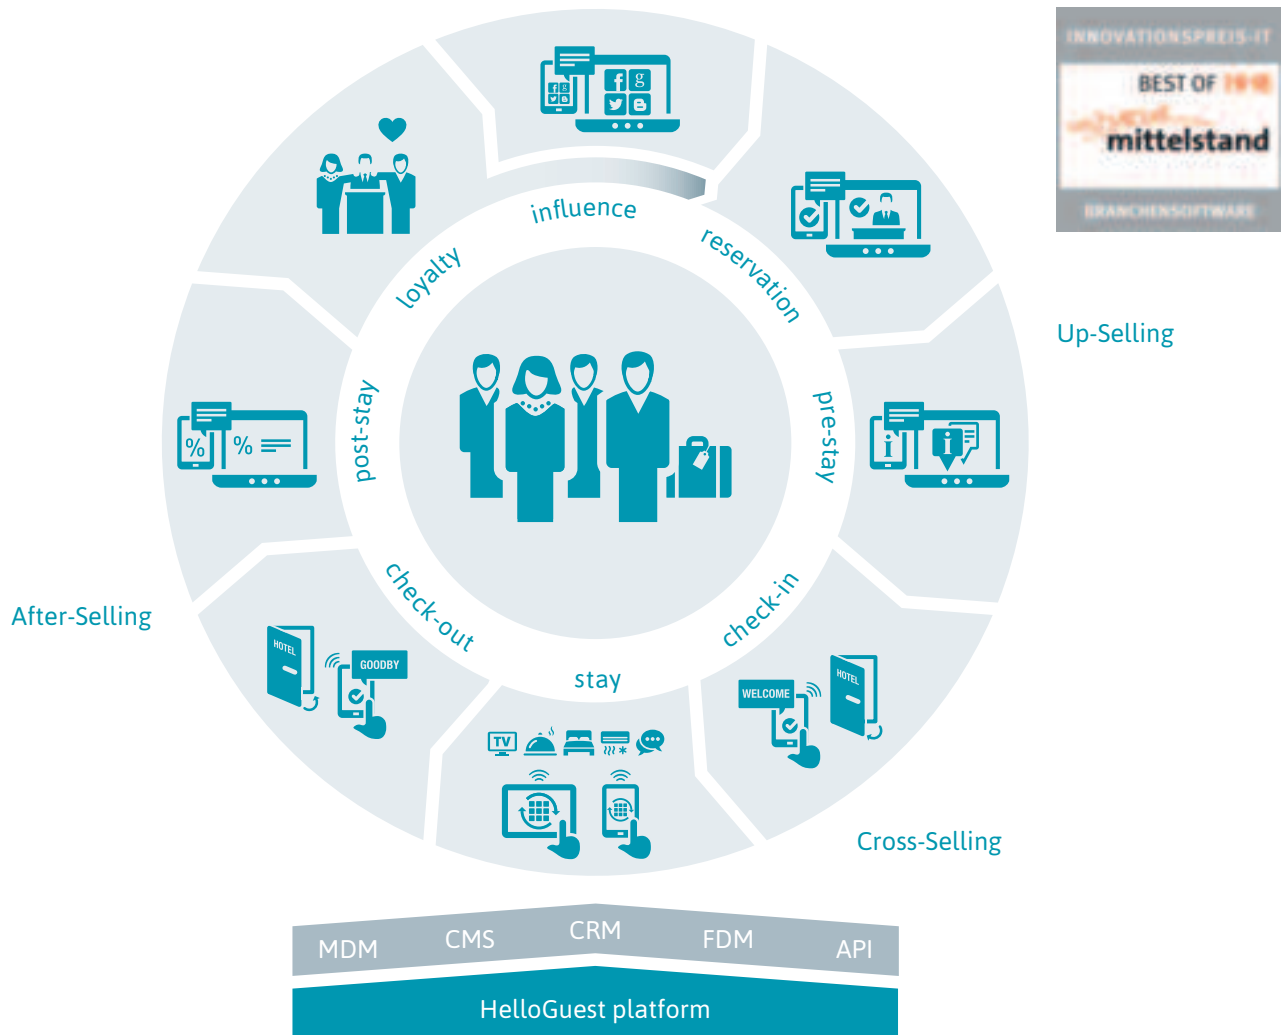 INNOVATIONSPREIS-IT
BEST OF
mittelstand
BRANCHENSOFTWARE
influence
reservation
pre-stay
check-in
stay
check-out
post-stay
loyalty
f g
f g
Up-Selling
i
i
% %
After-Selling
HOTEL
GOODBY
WELCOME
HOTEL
TV
Cross-Selling
MDM
CMS
CRM
FDM
API
HelloGuest platform